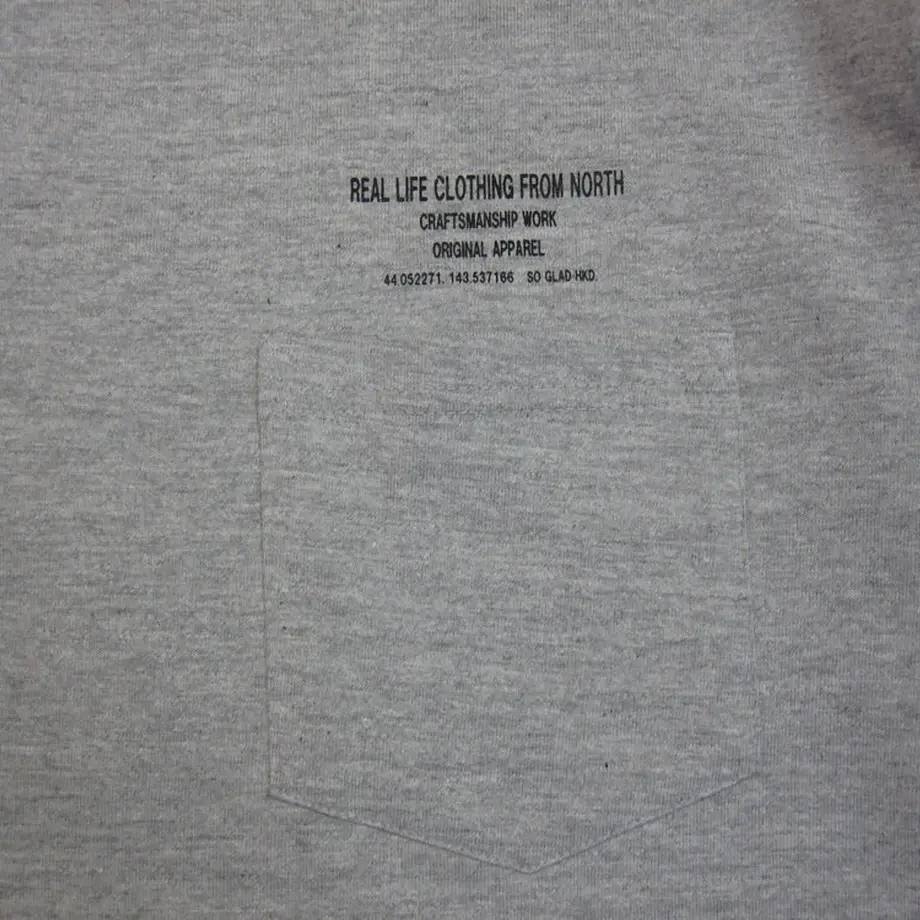 REAL LIFE CLOTHING FROM NORTH
CRAFTSMANSHIP WORK
ORIGINAL APPAREL
44.052271. 143.537166 SO GLAD HKD.